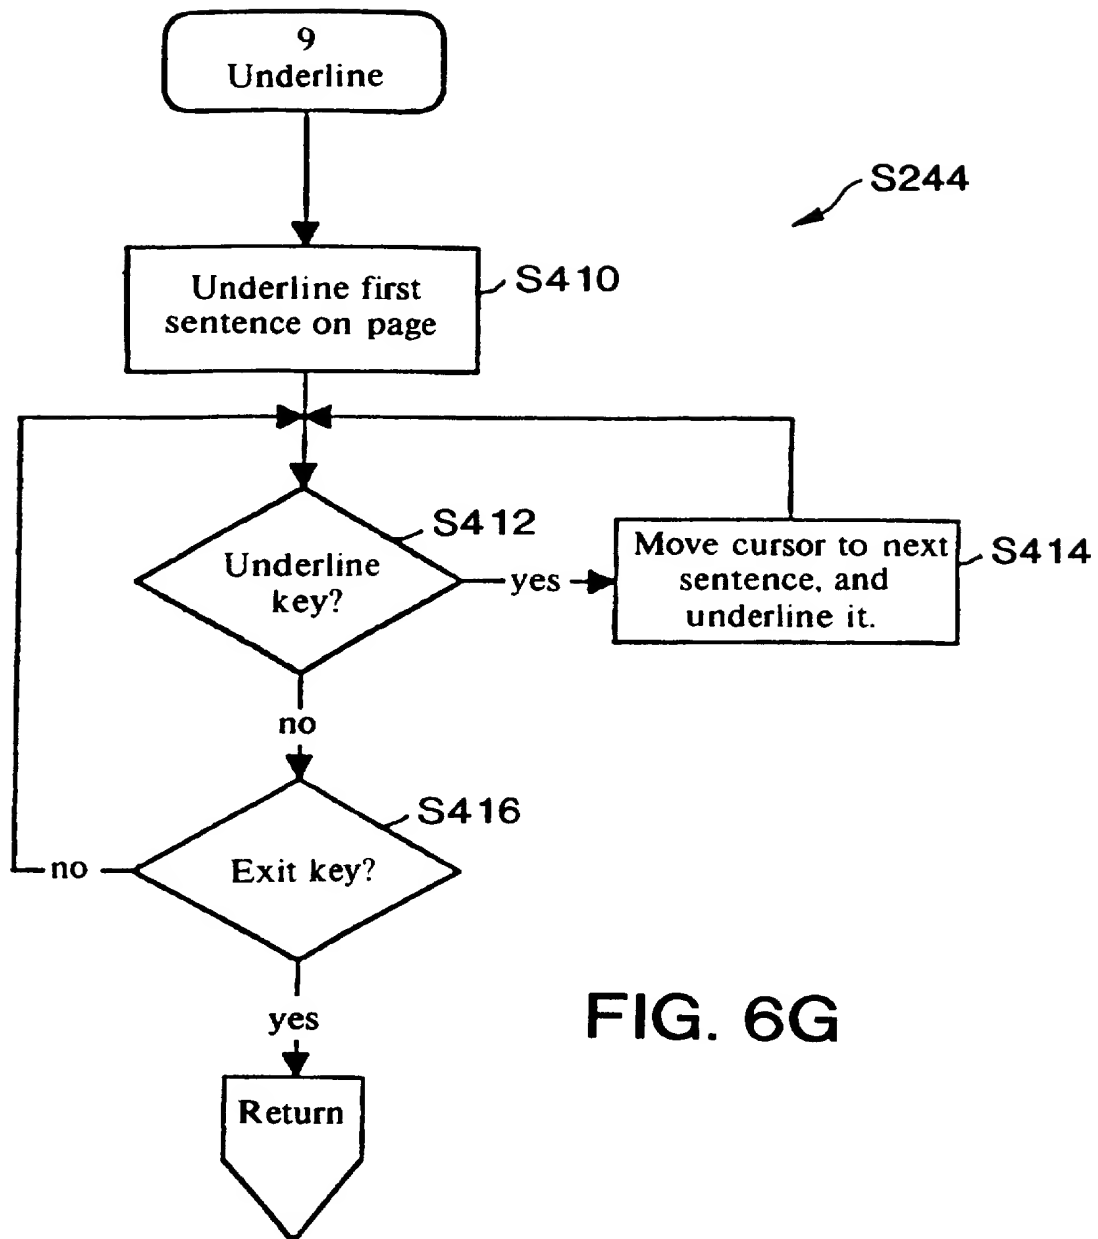 9
Underline
S244
Underline first
sentence on page
S410
S412
Underline
key?
yes
Move cursor to next
sentence, and
underline it.
S414
no
S416
Exit key?
no
yes
Return
FIG. 6G